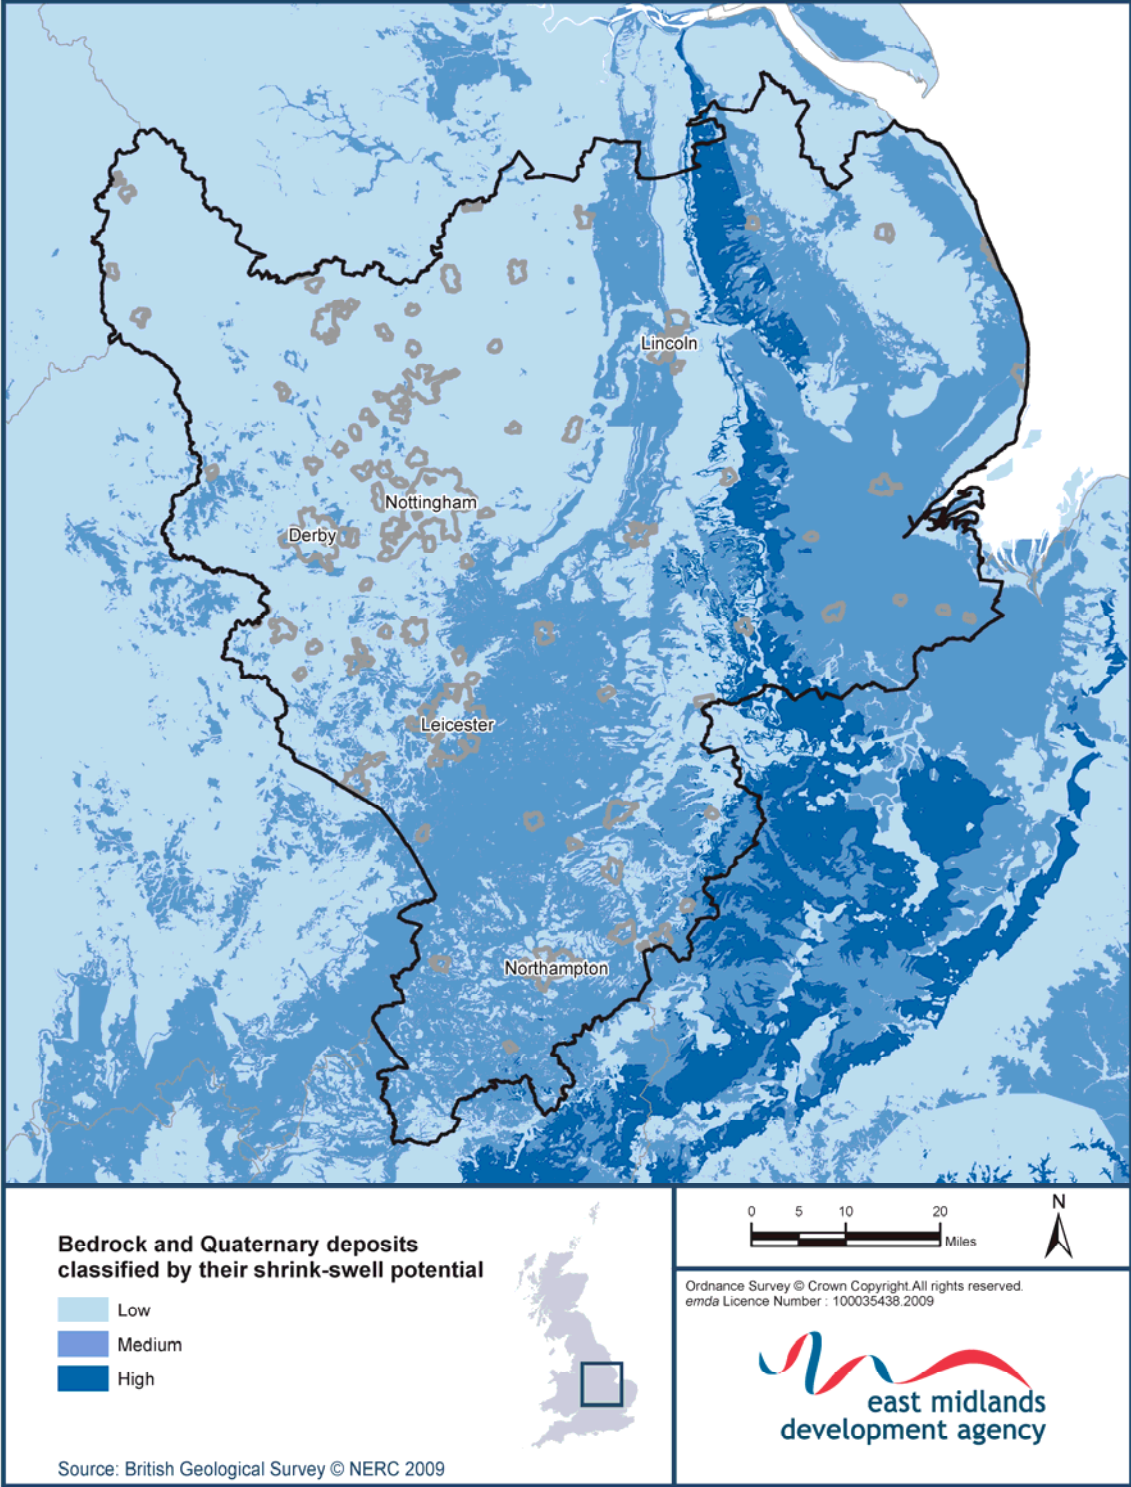 Lincoln
Nottingham
Derby
Leicester
Northampton
Bedrock and Quaternary deposits
classified by their shrink-swell potential
Low
Medium
High
Source: British Geological Survey © NERC 2009
0 5 10 20
Miles
N
Ordnance Survey © Crown Copyright.All rights reserved.
emda Licence Number : 100035438.2009
east midlands
development agency